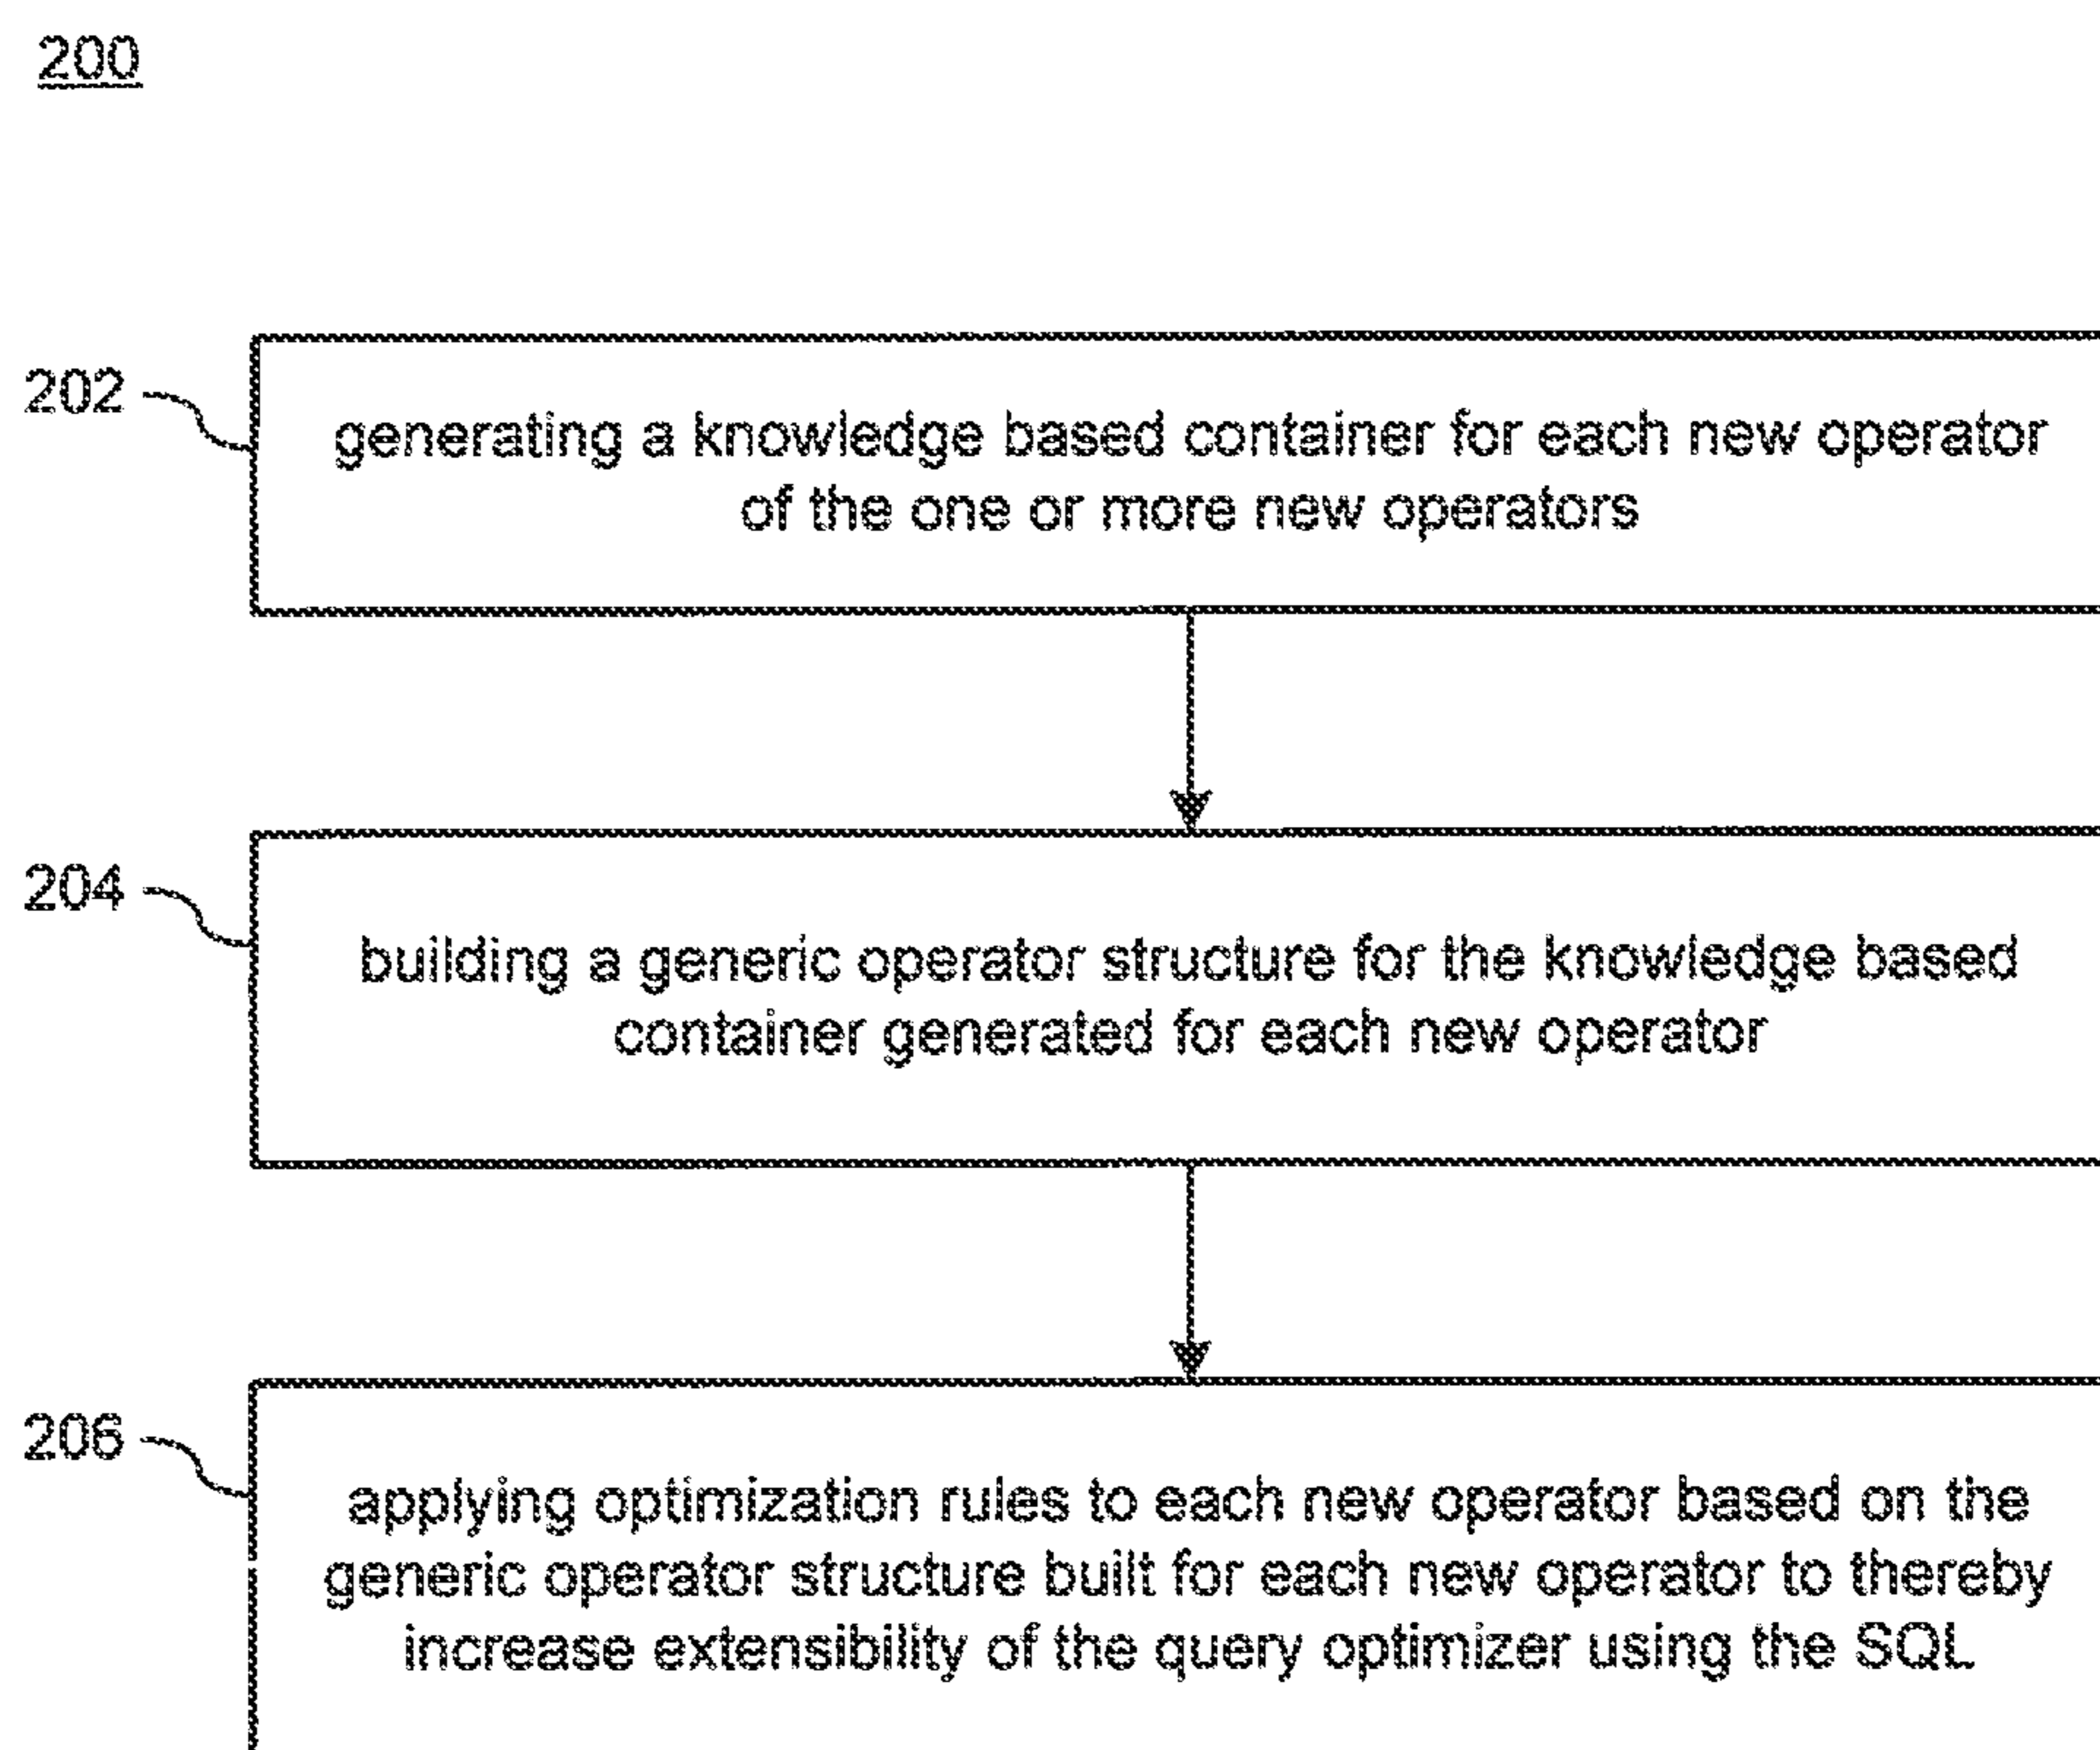 200
202
generating a knowledge based container for each new operator
of the one or more new operators
204
building a generic operator structure for the knowledge based
container generated for each new operator
206
applying optimization rules to each new operator based on the
generic operator structure built for each new operator to thereby
increase extensibility of the query optimizer using the SQL